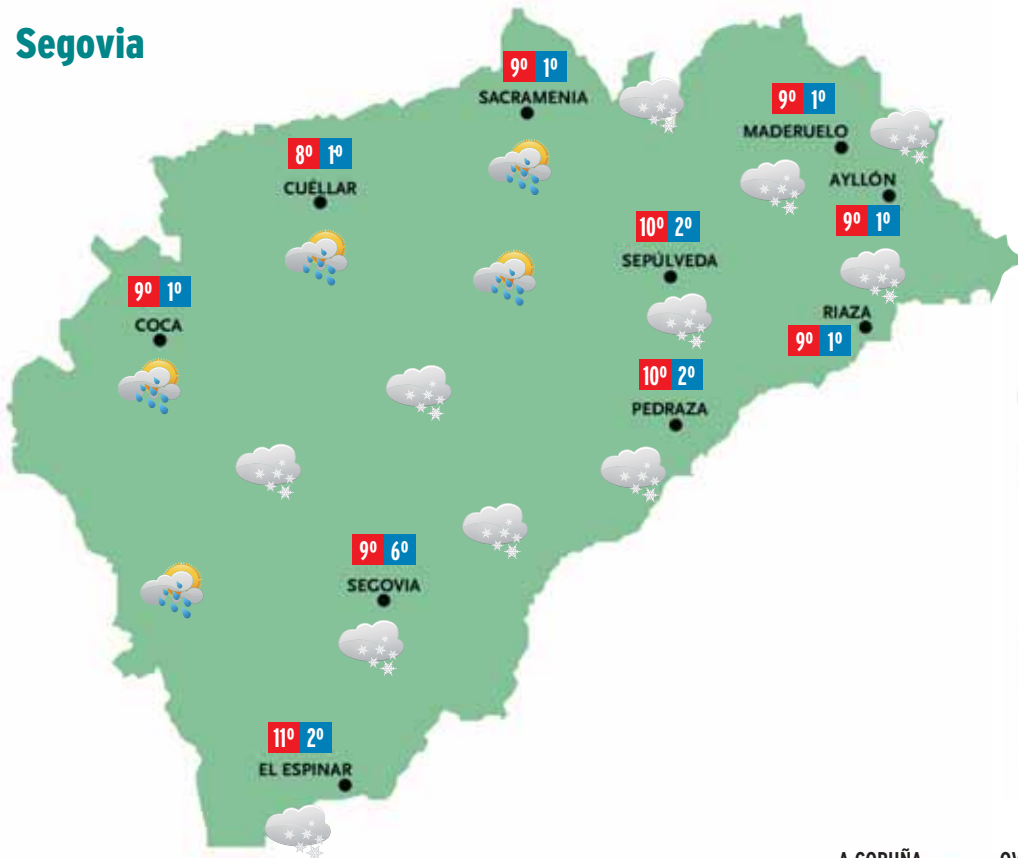 Segovia
9º 1º
SACRAMENIA
9º 1º
MADERUELO
8º 1º
CUÉLLAR
AYLLÓN
9º 1º
10º 2º
SEPÚLVEDA
9º 1º
COCA
RIAZA
9º 1º
10º 2º
PEDRAZA
9º 6º
SEGOVIA
11º 2º
EL ESPINAR
A CORUÑA